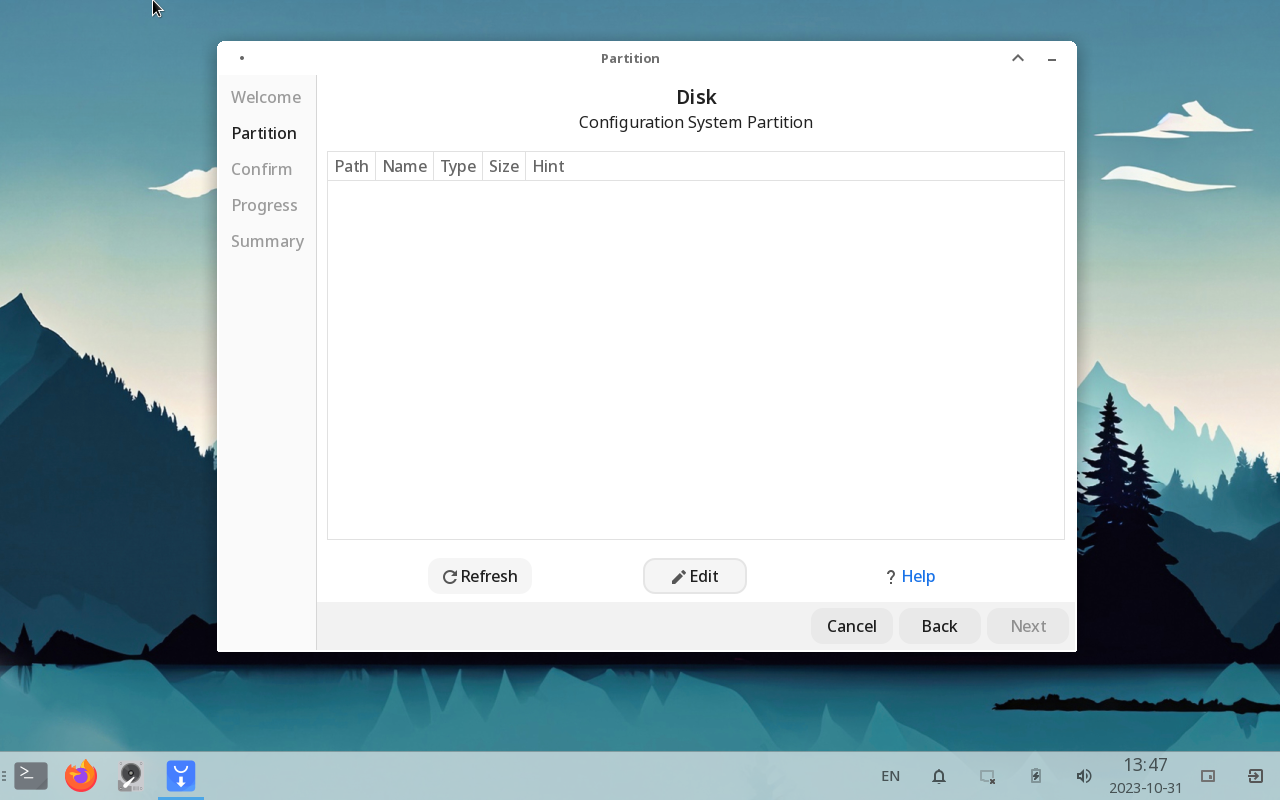 Partition
Welcome
Partition
Confirm
Progress
Summary
Disk
Configuration System Partition
Path Name Type Size Hint
Refresh
Edit
? Help
Cancel Back Next
EN
13:47
2023-10-31